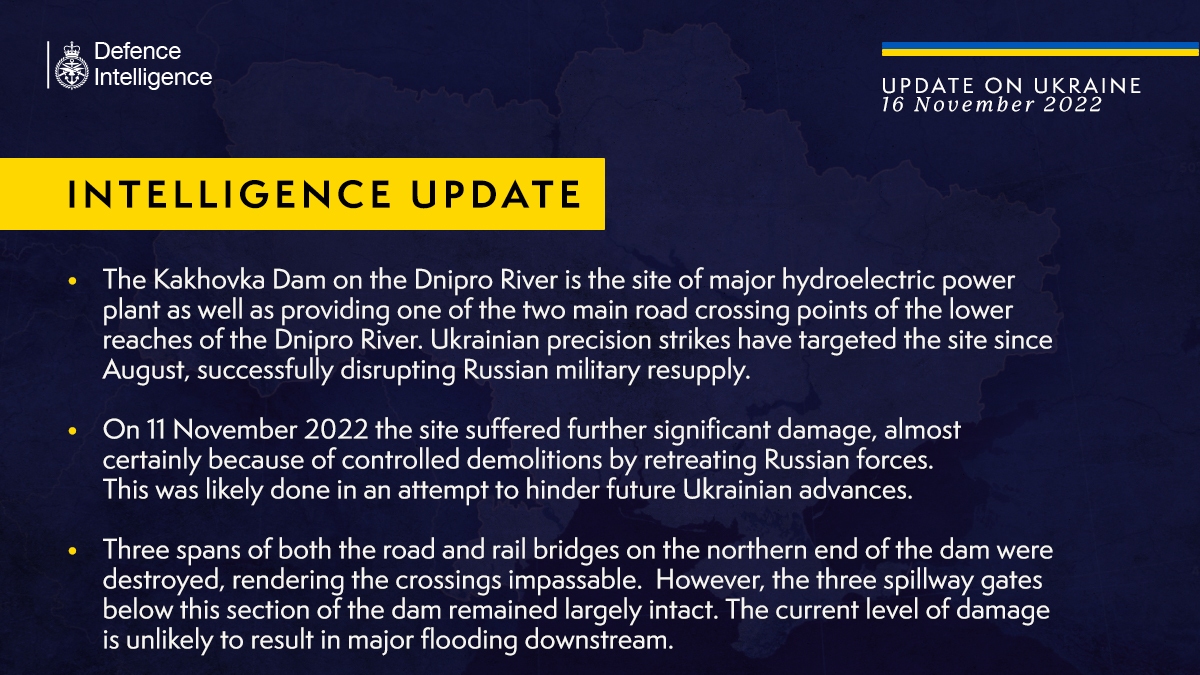 Defence
Intelligence
UPDATE ON UKRAINE
16 November 2022
INTELLIGENCE UPDATE
• The Kakhovka Dam on the Dnipro River is the site of major hydroelectric power
plant as well as providing one of the two main road crossing points of the lower
reaches of the Dnipro River. Ukrainian precision strikes have targeted the site since
August, successfully disrupting Russian military resupply.
• On 11 November 2022 the site suffered further significant damage, almost
certainly because of controlled demolitions by retreating Russian forces.
This was likely done in an attempt to hinder future Ukrainian advances.
• Three spans of both the road and rail bridges on the northern end of the dam were
destroyed, rendering the crossings impassable. However, the three spillway gates
below this section of the dam remained largely intact. The current level of damage
is unlikely to result in major flooding downstream.